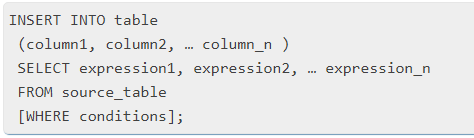 INSERT INTO table
(column1, column2, … column_n )
SELECT expression1, expression2, … expression_n
FROM source_table
[WHERE conditions];